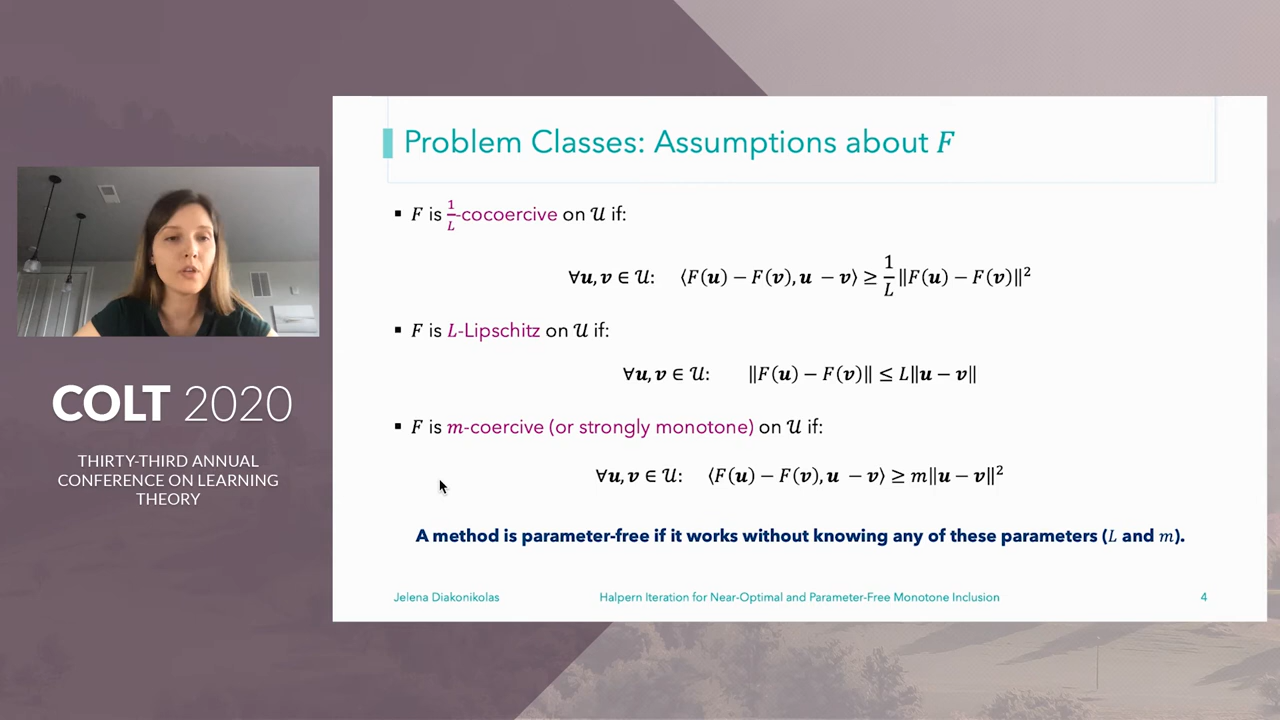 COLT 2020
THIRTY-THIRD ANNUAL
CONFERENCE ON LEARNING
THEORY
Problem Classes: Assumptions about F
▪ F is 1/L-cocoercive on 𝒰 if:
∀u, v ∈ 𝒰: ⟨F(u) − F(v), u − v⟩ ≥ 1/L ‖F(u) − F(v)‖²
▪ F is L-Lipschitz on 𝒰 if:
∀u, v ∈ 𝒰: ‖F(u) − F(v)‖ ≤ L‖u − v‖
▪ F is m-coercive (or strongly monotone) on 𝒰 if:
∀u, v ∈ 𝒰: ⟨F(u) − F(v), u − v⟩ ≥ m‖u − v‖²
A method is parameter-free if it works without knowing any of these parameters (L and m).
Jelena Diakonikolas Halpern Iteration for Near-Optimal and Parameter-Free Monotone Inclusion 4